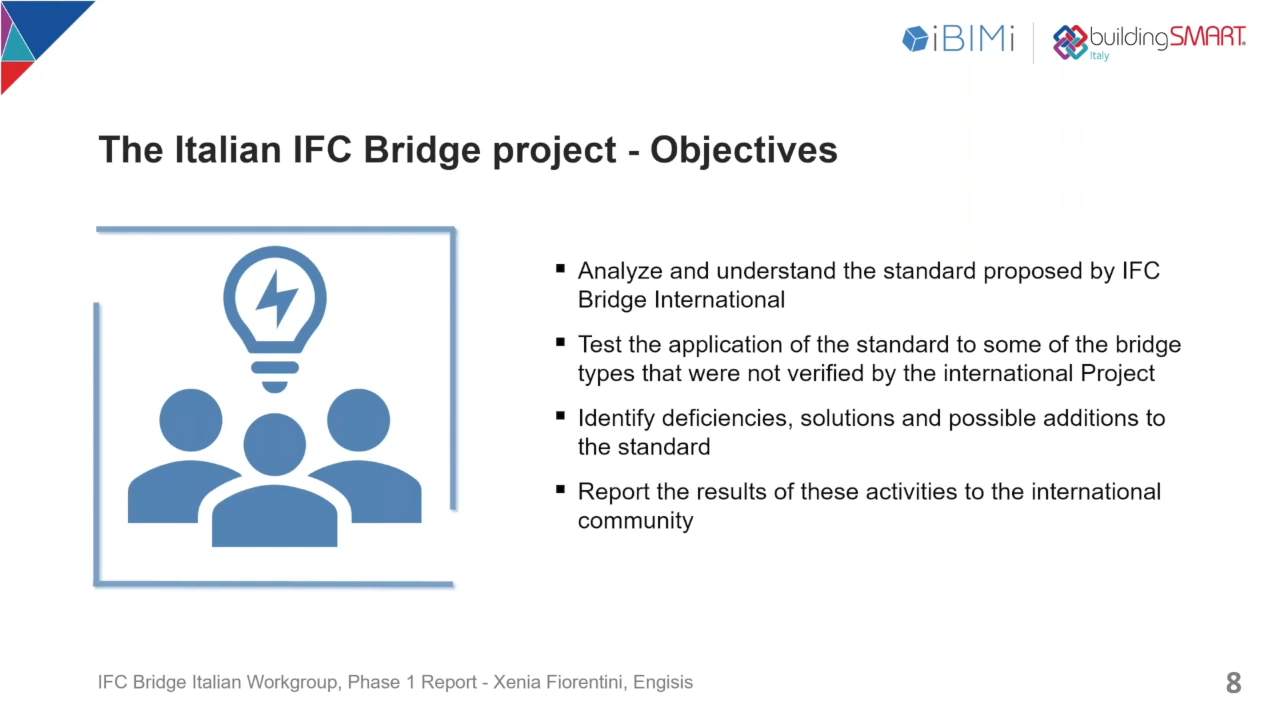 iBIMi
buildingSMART
Italy
The Italian IFC Bridge project - Objectives
▪ Analyze and understand the standard proposed by IFC
Bridge International
▪ Test the application of the standard to some of the bridge
types that were not verified by the international Project
▪ Identify deficiencies, solutions and possible additions to
the standard
▪ Report the results of these activities to the international
community
IFC Bridge Italian Workgroup, Phase 1 Report - Xenia Fiorentini, Engisis
8